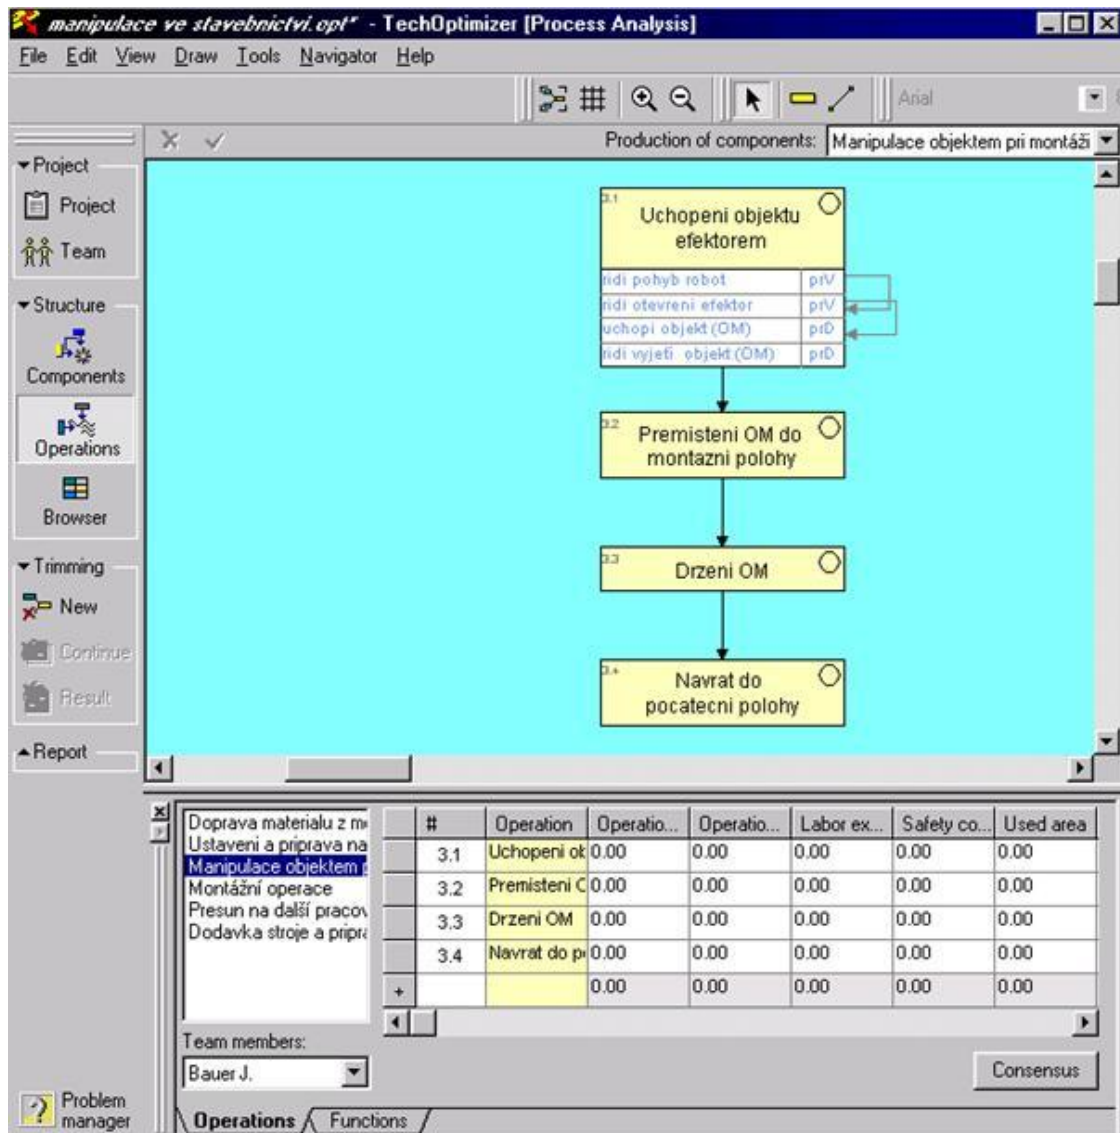 manipulace ve stavebnictví.opt* - TechOptimizer [Process Analysis]
File Edit View Draw Tools Navigator Help
Arial
Production of components: Manipulace objektem pri montáži
Project
Project
Team
Structure
Components
Operations
Browser
Trimming
New
Continue
Result
Report
3.1
Uchopeni objektu
efektorem
ridi pohyb robot prV
ridi otevreni efektor prV
uchopi objekt (OM) prD
ridi vyjetí objekt (OM) prD
3.2
Premisteni OM do
montazni polohy
3.3
Drzeni OM
3.4
Navrat do
pocatecni polohy
Doprava materialu z m
Ustaveni a priprava na
Manipulace objektem p
Montážní operace
Presun na další pracov
Dodavka stroje a pripra
# Operation Operatio... Operatio... Labor ex... Safety co... Used area
3.1 Uchopeni ob 0.00 0.00 0.00 0.00 0.00
3.2 Premisteni O 0.00 0.00 0.00 0.00 0.00
3.3 Drzeni OM 0.00 0.00 0.00 0.00 0.00
3.4 Navrat do p 0.00 0.00 0.00 0.00 0.00
+ 0.00 0.00 0.00 0.00 0.00
Team members:
Bauer J.
Consensus
Problem
manager
Operations Functions